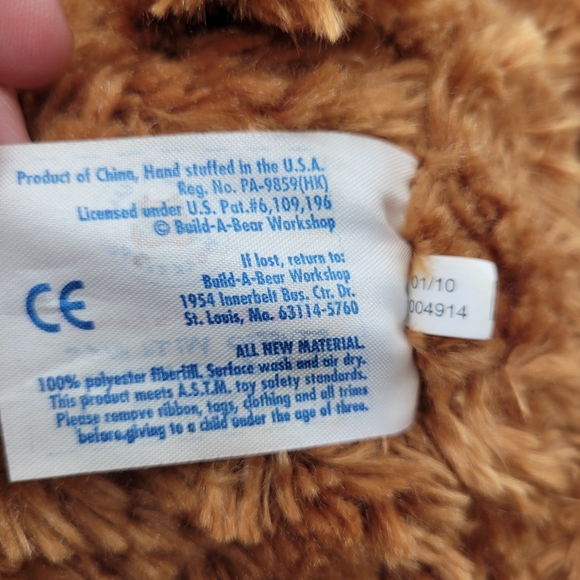 Product of China, Hand stuffed in the U.S.A.
Reg. No. PA-9859(HK)
Licensed under U.S. Pat.#6,109,196
© Build-A-Bear Workshop
If lost, return to:
Build-A-Bear Workshop
1954 Innerbelt Bus. Ctr. Dr.
St. Louis, Mo. 63114-5760
CE
ALL NEW MATERIAL
100% polyester fiberfill. Surface wash and air dry.
This product meets A.S.T.M. toy safety standards.
Please remove ribbon, tags, clothing and all trims
before giving to a child under the age of three.
01/10
004914